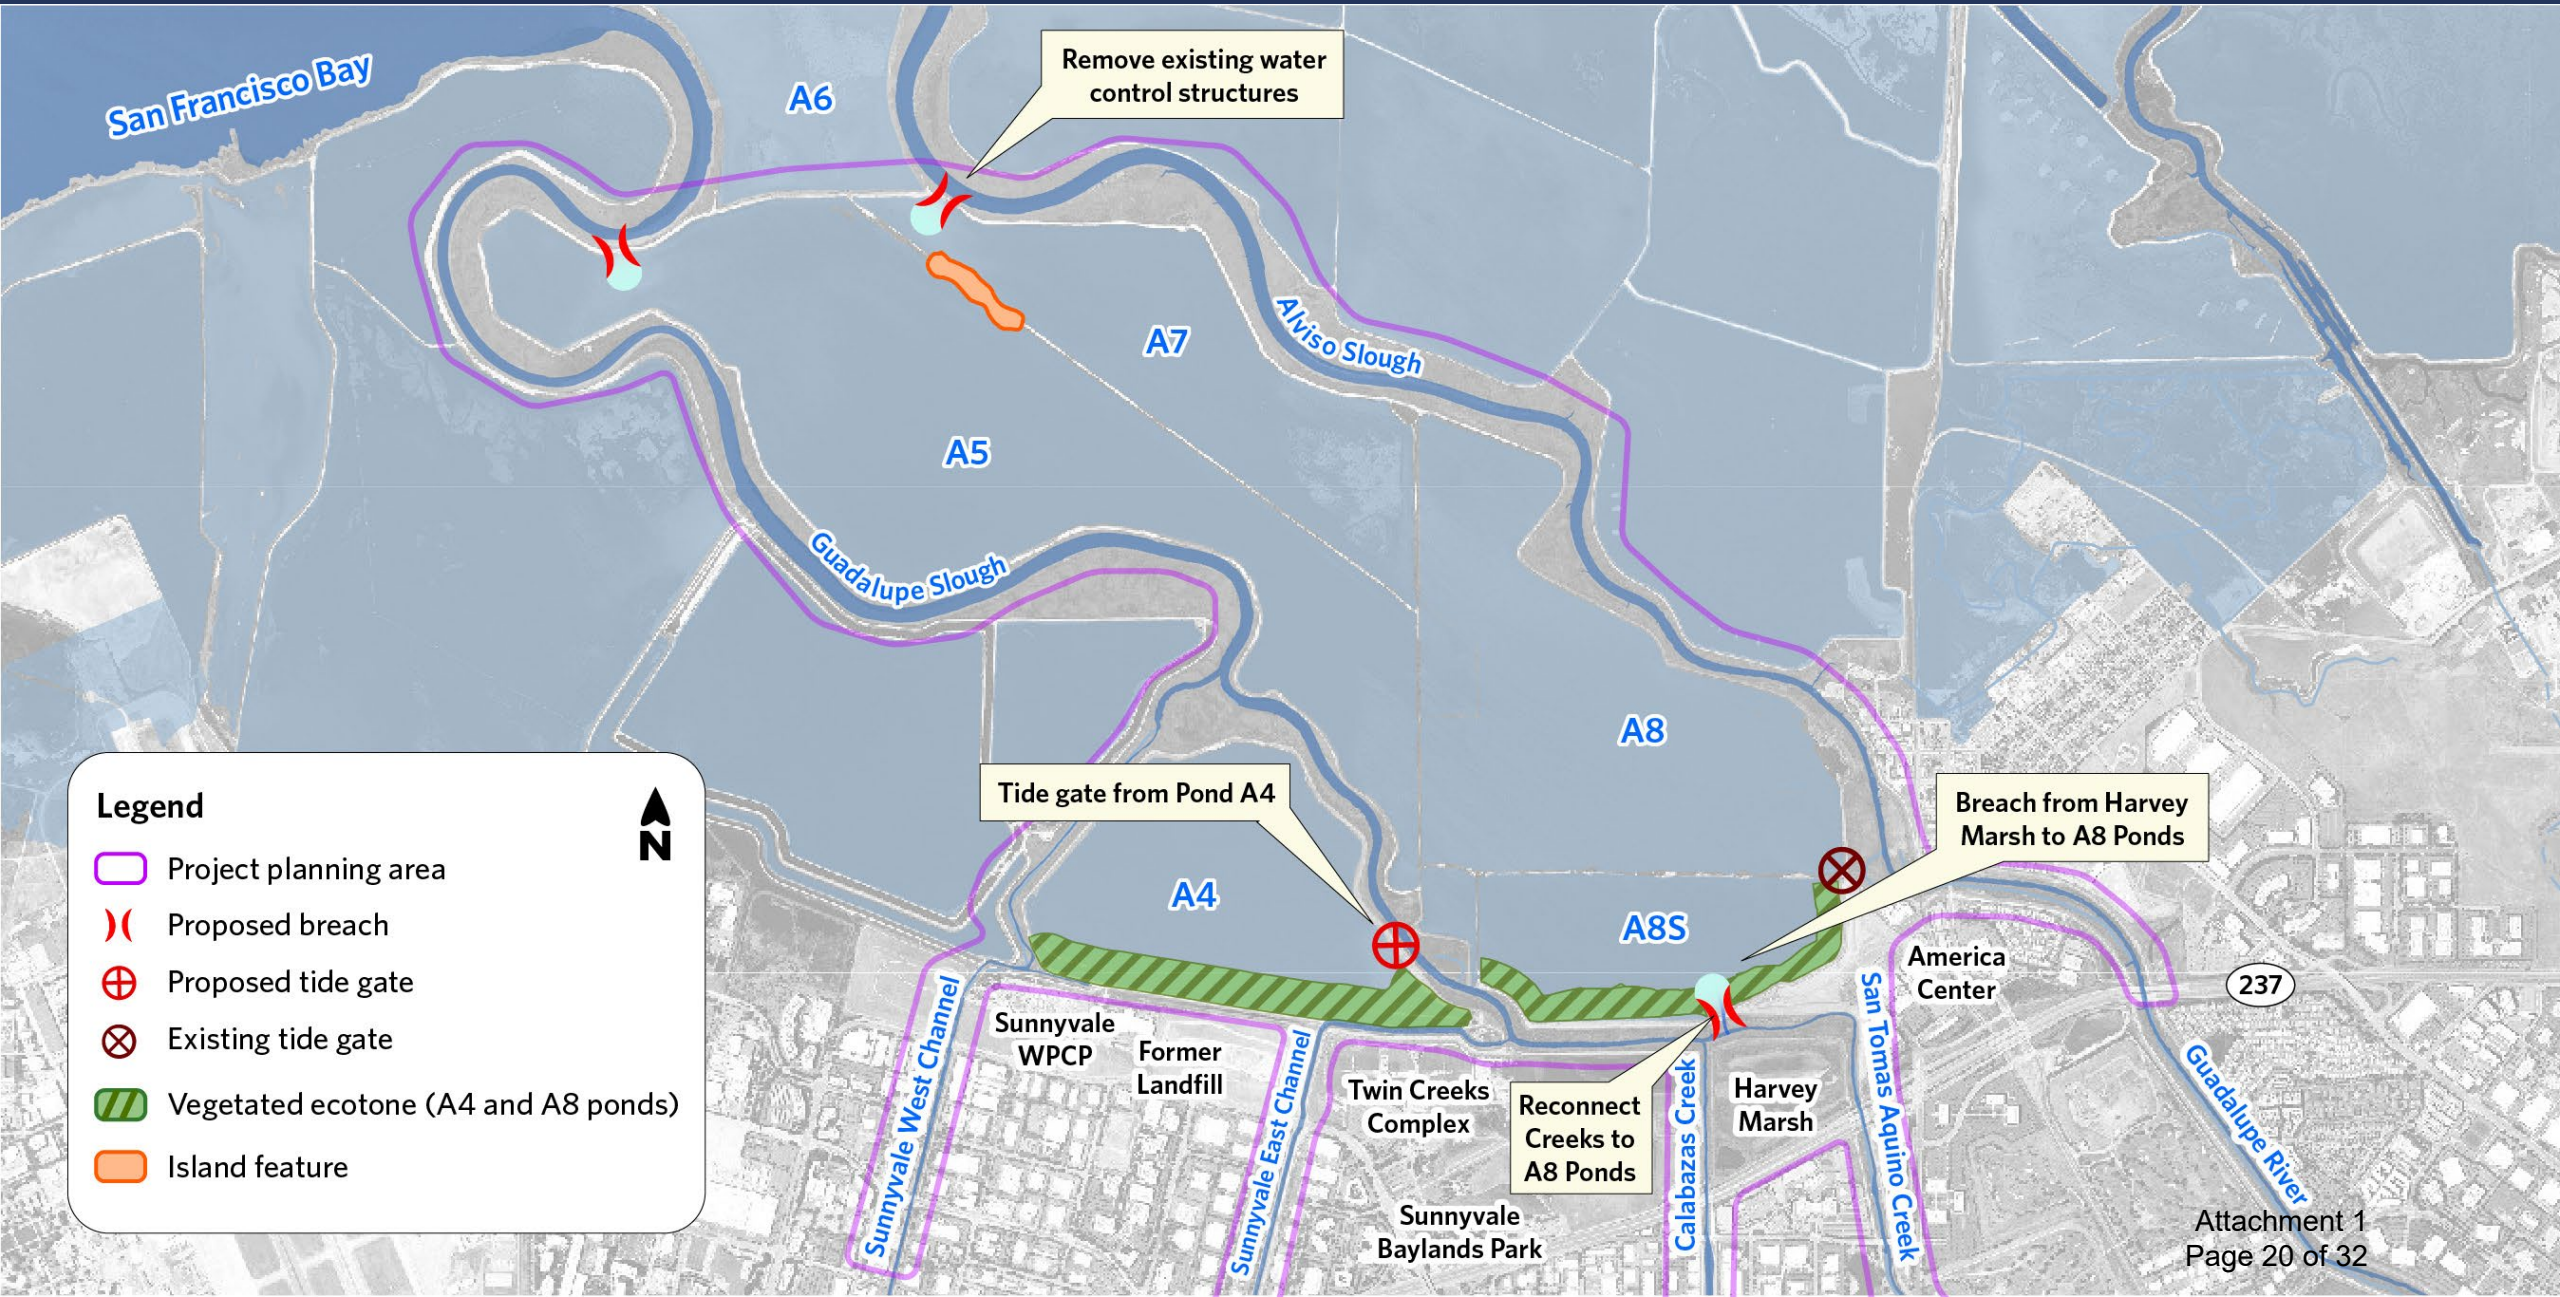 San Francisco Bay
A6
Remove existing water
control structures
A7
Alviso Slough
A5
Guadalupe Slough
A8
Tide gate from Pond A4
A4
A8S
Breach from Harvey
Marsh to A8 Ponds
America
Center
237
Sunnyvale
WPCP
Former
Landfill
Twin Creeks
Complex
Reconnect
Creeks to
A8 Ponds
Harvey
Marsh
Sunnyvale
Baylands Park
Sunnyvale West Channel
Sunnyvale East Channel
Calabazas Creek
San Tomas Aquino Creek
Guadalupe River
Legend
N
Project planning area
Proposed breach
Proposed tide gate
Existing tide gate
Vegetated ecotone (A4 and A8 ponds)
Island feature
Attachment 1
Page 20 of 32